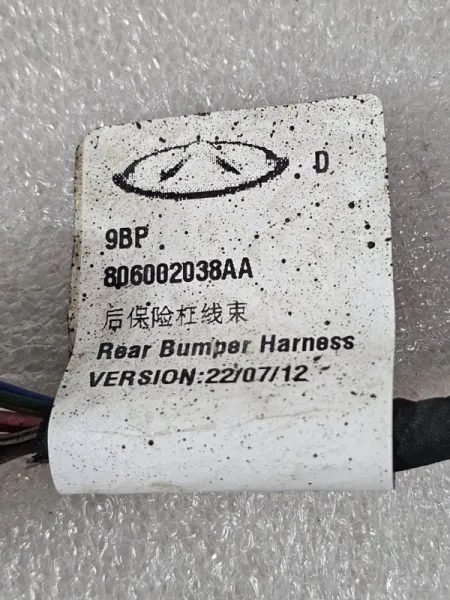 D
9BP
806002038AA
后保险杠线束
Rear Bumper Harness
VERSION:22/07/12